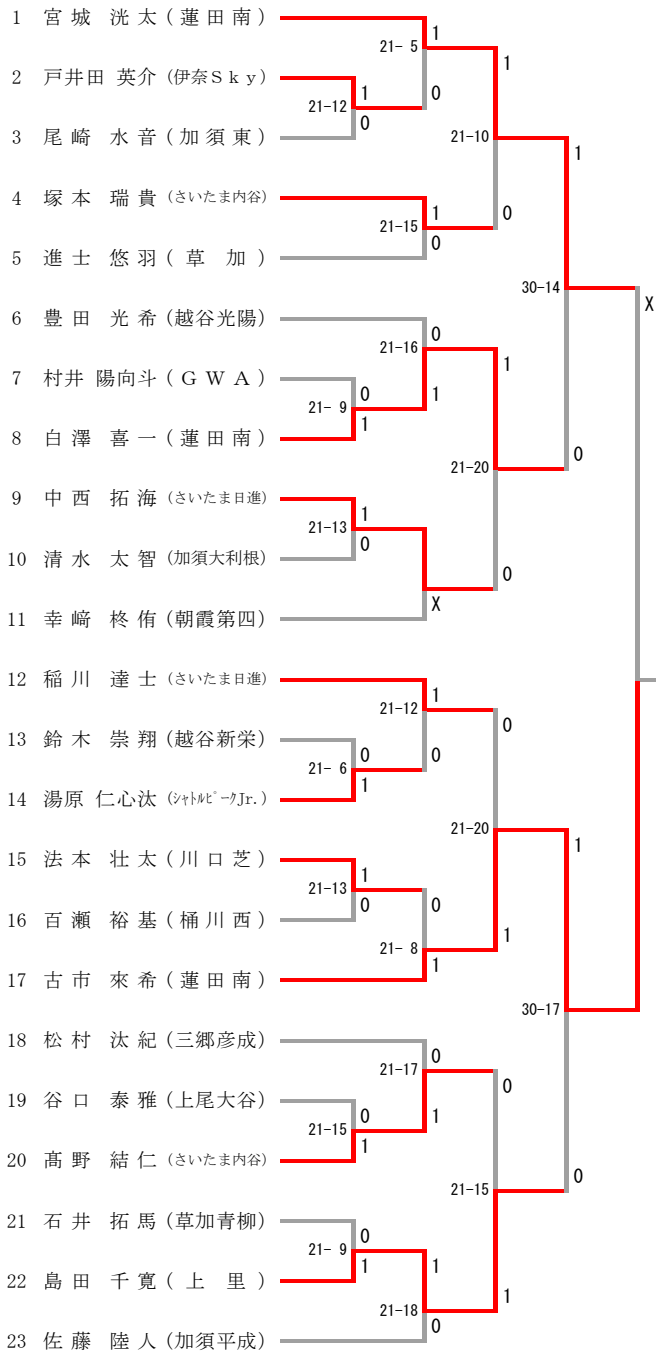 1 宮城 洸太 (蓮田南)
1
21- 5
1
2 戸井田 英介 (伊奈Sky)
1
0
21-12
0
3 尾崎 水音 (加須東)
21-10
1
4 塚本 瑞貴 (さいたま内谷)
1
0
21-15
0
5 進士 悠羽 (草加)
30-14
X
6 豊田 光希 (越谷光陽)
0
21-16
1
7 村井 陽向斗 (GWA)
0
1
21- 9
1
8 白澤 喜一 (蓮田南)
0
21-20
9 中西 拓海 (さいたま日進)
1
21-13
0
10 清水 太智 (加須大利根)
0
X
11 幸﨑 柊侑 (朝霞第四)
12 稲川 達士 (さいたま日進)
1
21-12
0
13 鈴木 崇翔 (越谷新栄)
0
0
21- 6
1
14 湯原 仁心汰 (シャトルピークJr.)
21-20
1
15 法本 壮太 (川口芝)
1
21-13
0
0
16 百瀬 裕基 (桶川西)
1
21- 8
1
17 古市 來希 (蓮田南)
30-17
18 松村 汰紀 (三郷彦成)
0
21-17
0
19 谷口 泰雅 (上尾大谷)
0
1
21-15
1
20 髙野 結仁 (さいたま内谷)
0
21-15
21 石井 拓馬 (草加青柳)
0
21- 9
1
1
22 島田 千寛 (上里)
1
21-18
0
23 佐藤 陸人 (加須平成)